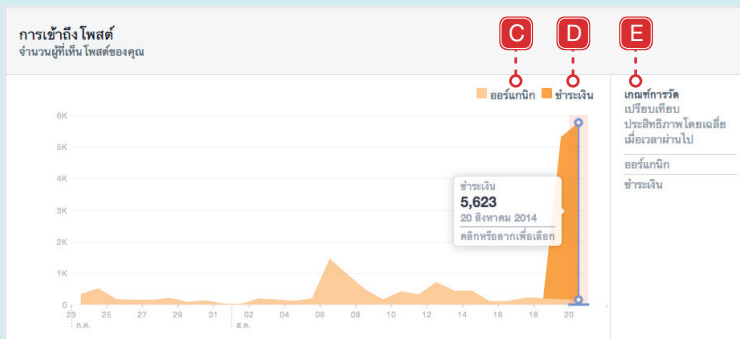 การเข้าถึงโพสต์
จำนวนผู้ที่เห็นโพสต์ของคุณ
C
D
E
ออร์แกนิก
ชำระเงิน
เกณฑ์การวัด
เปรียบเทียบ
ประสิทธิภาพโดยเฉลี่ย
เมื่อเวลาผ่านไป
ออร์แกนิก
ชำระเงิน
6K
5K
4K
3K
2K
1K
0
ชำระเงิน
5,623
20 สิงหาคม 2014
คลิกหรือลากเพื่อเลือก
23 25 27 29 31 02 04 06 08 10 12 14 16 18 20
ก.ค. ส.ค.